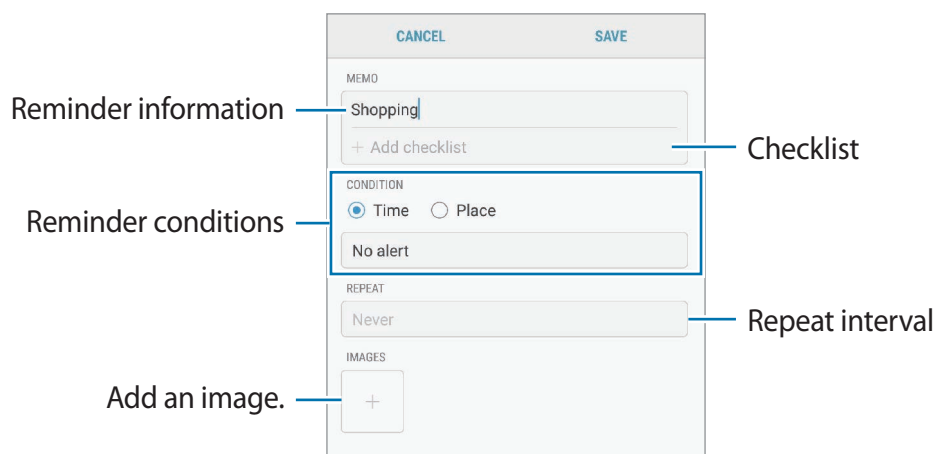 CANCEL SAVE
MEMO
Reminder information
Shopping
+ Add checklist
Checklist
CONDITION
Time Place
Reminder conditions
No alert
REPEAT
Never
Repeat interval
IMAGES
Add an image.
+